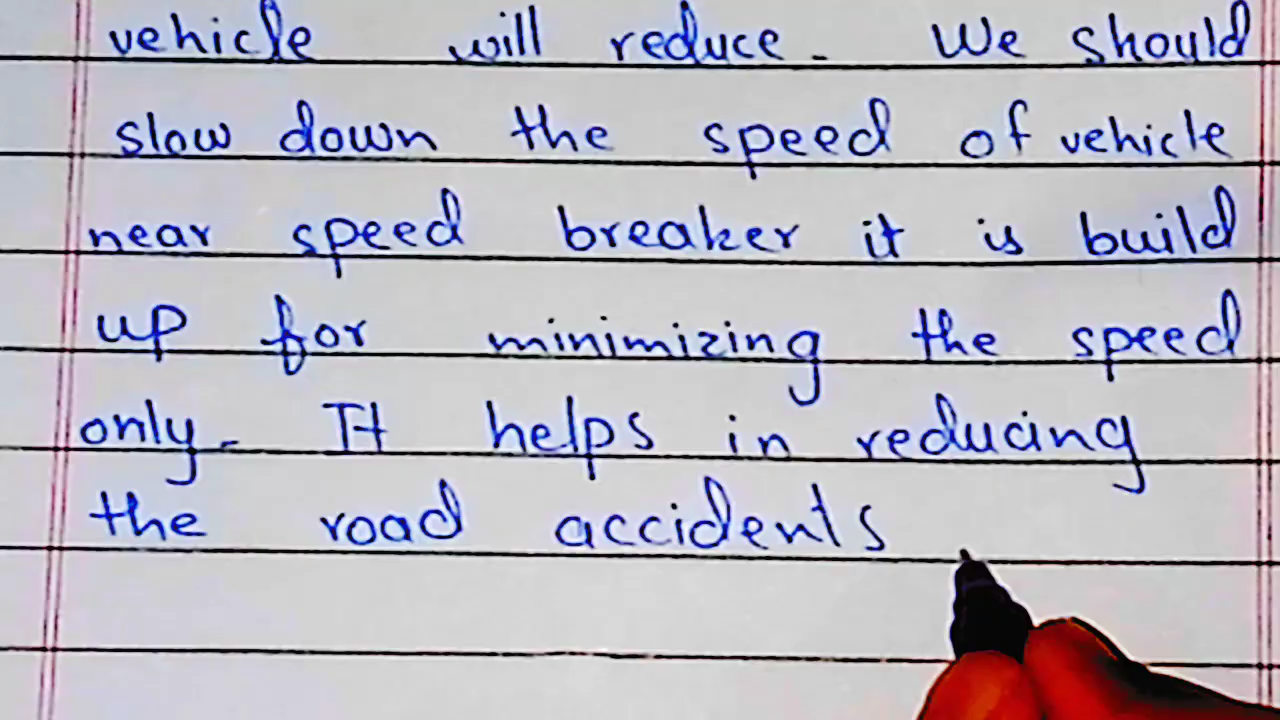 vehicle will reduce. We should
slow down the speed of vehicle
near speed breaker it is build
up for minimizing the speed
only. It helps in reducing
the road accidents